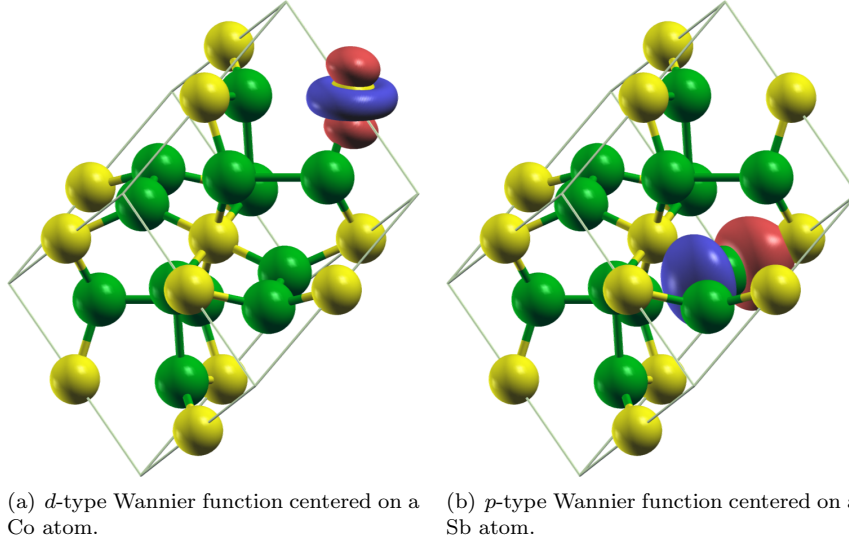 (a) d-type Wannier function centered on a
Co atom.
(b) p-type Wannier function centered on a
Sb atom.